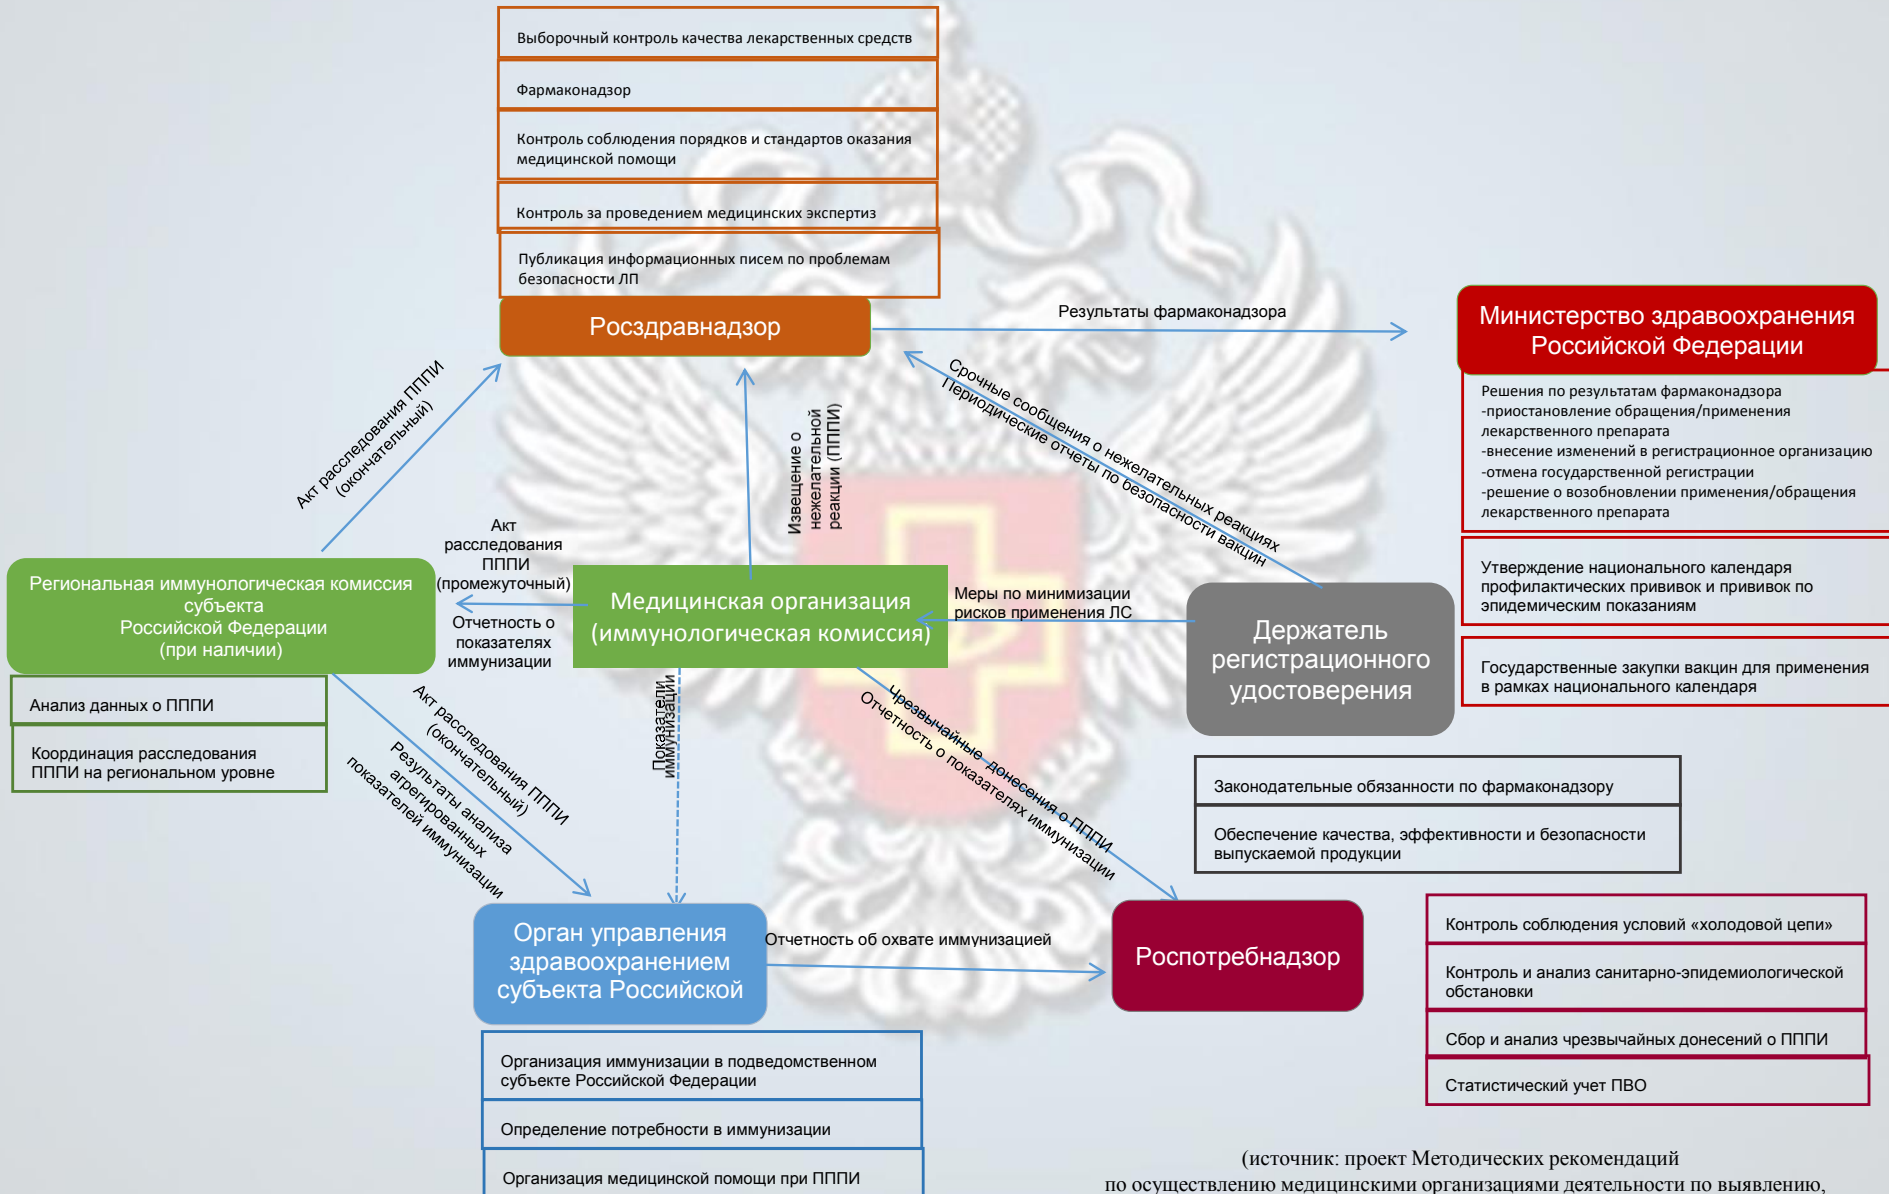 Выборочный контроль качества лекарственных средств
Фармаконадзор
Контроль соблюдения порядков и стандартов оказания
медицинской помощи
Контроль за проведением медицинских экспертиз
Публикация информационных писем по проблемам
безопасности ЛП
Росздравнадзор
Результаты фармаконадзора
Министерство здравоохранения
Российской Федерации
Решения по результатам фармаконадзора
-приостановление обращения/применения
лекарственного препарата
-внесение изменений в регистрационное организацию
-отмена государственной регистрации
-решение о возобновлении применения/обращения
лекарственного препарата
Утверждение национального календаря
профилактических прививок и прививок по
эпидемическим показаниям
Государственные закупки вакцин для применения
в рамках национального календаря
Акт расследования ПППИ
(окончательный)
Извещение о
нежелательной
реакции (ПППИ)
Срочные сообщения о нежелательных реакциях
Периодические отчеты по безопасности вакцин
Региональная иммунологическая комиссия
субъекта
Российской Федерации
(при наличии)
Анализ данных о ПППИ
Координация расследования
ПППИ на региональном уровне
Акт
расследования
ПППИ
(промежуточный)
Отчетность о
показателях
иммунизации
Медицинская организация
(иммунологическая комиссия)
Меры по минимизации
рисков применения ЛС
Держатель
регистрационного
удостоверения
Законодательные обязанности по фармаконадзору
Обеспечение качества, эффективности и безопасности
выпускаемой продукции
Акт расследования ПППИ
(окончательный)
Результаты анализа
агрегированных
показателей иммунизации
Показатели
иммунизации
Чрезвычайные донесения о ПППИ
Отчетность о показателях иммунизации
Орган управления
здравоохранением
субъекта Российской
Отчетность об охвате иммунизацией
Роспотребнадзор
Контроль соблюдения условий «холодовой цепи»
Контроль и анализ санитарно-эпидемиологической
обстановки
Сбор и анализ чрезвычайных донесений о ПППИ
Статистический учет ПВО
Организация иммунизации в подведомственном
субъекте Российской Федерации
Определение потребности в иммунизации
Организация медицинской помощи при ПППИ
(источник: проект Методических рекомендаций
по осуществлению медицинскими организациями деятельности по выявлению,